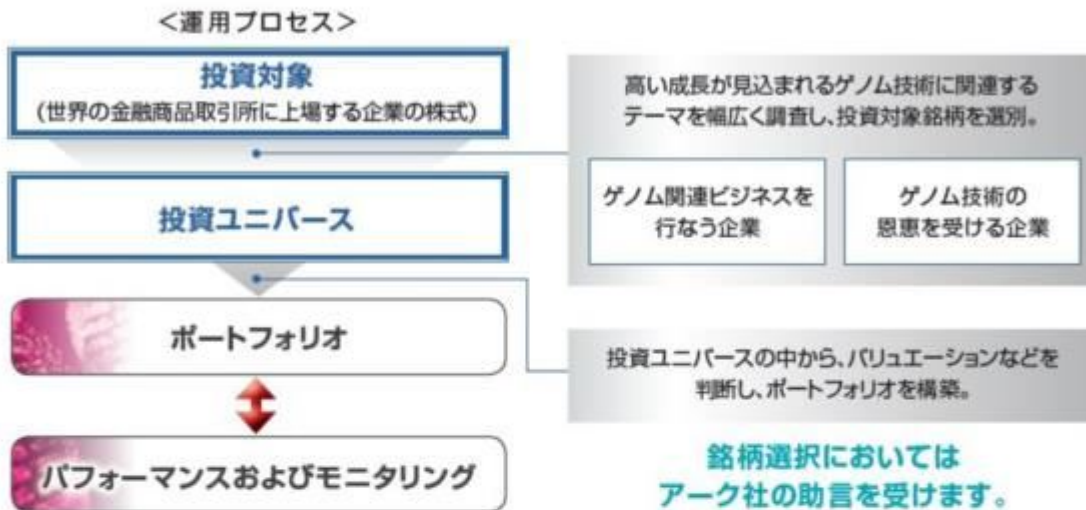 ＜運用プロセス＞
投資対象
(世界の金融商品取引所に上場する企業の株式)
投資ユニバース
ポートフォリオ
パフォーマンスおよびモニタリング
高い成長が見込まれるゲノム技術に関連する
テーマを幅広く調査し、投資対象銘柄を選別。
ゲノム関連ビジネスを
行なう企業
ゲノム技術の
恩恵を受ける企業
投資ユニバースの中から、バリュエーションなどを
判断し、ポートフォリオを構築。
銘柄選択においては
アーク社の助言を受けます。